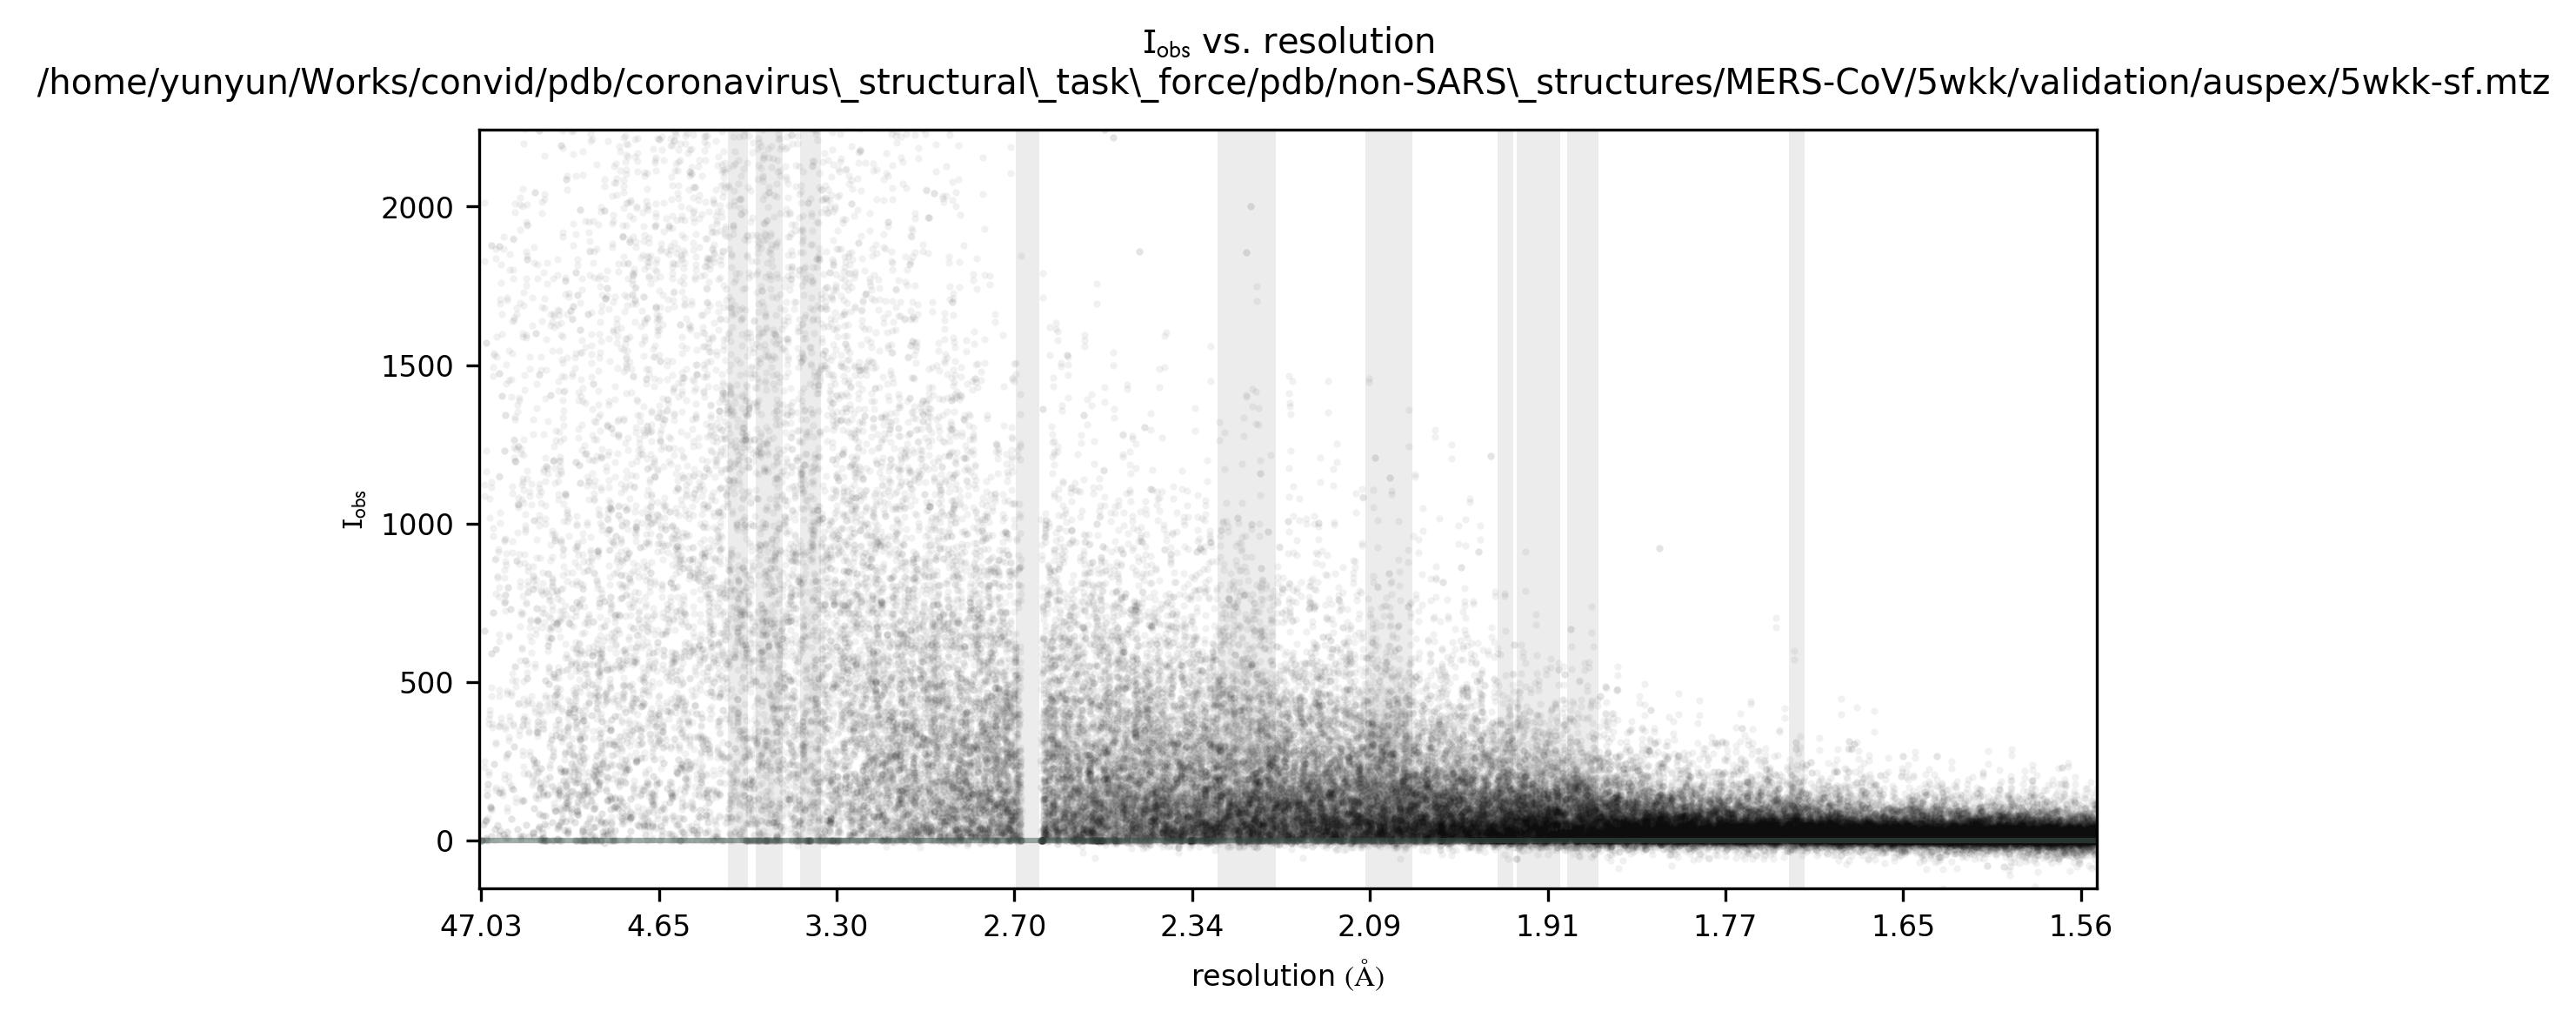 I_obs vs. resolution
/home/yunyun/Works/convid/pdb/coronavirus\_structural\_task\_force/pdb/non-SARS\_structures/MERS-CoV/5wkk/validation/auspex/5wkk-sf.mtz
2000
1500
1000
500
0
I_obs
47.03 4.65 3.30 2.70 2.34 2.09 1.91 1.77 1.65 1.56
resolution (Å)